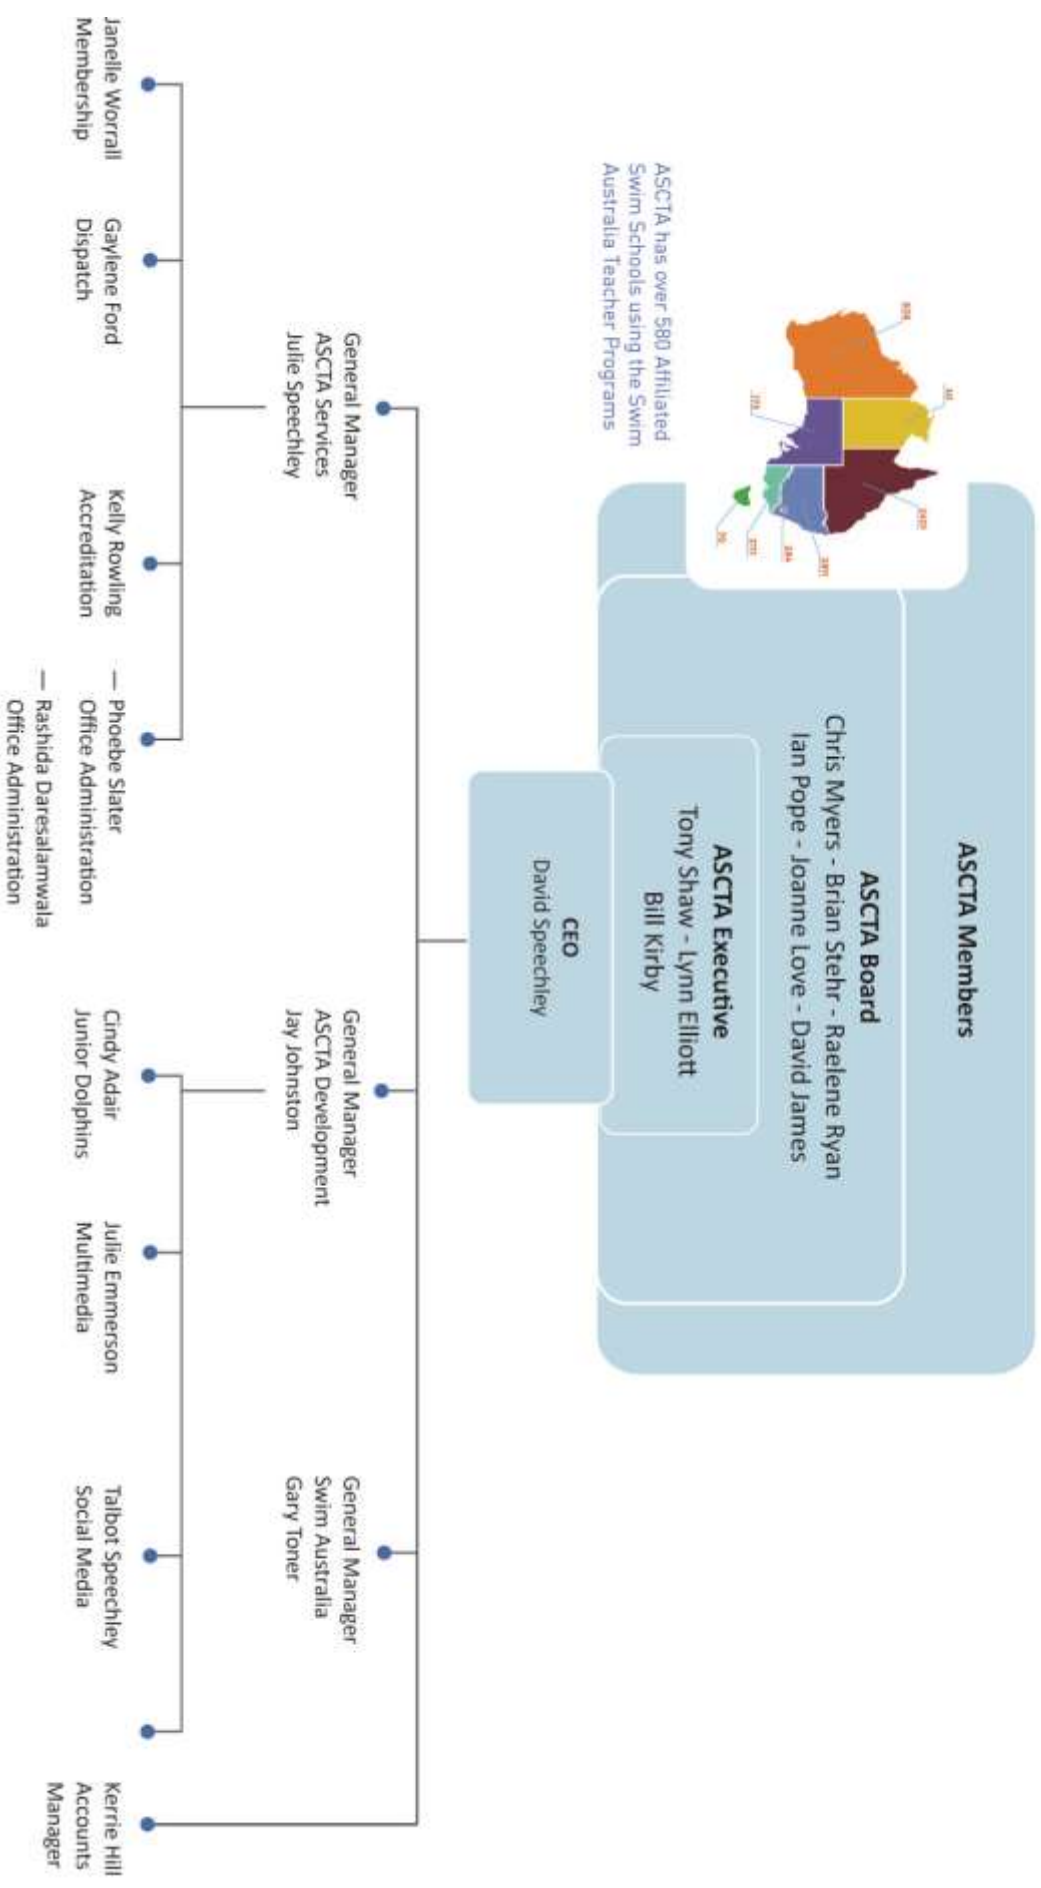 ASCTA Members
ASCTA Board
Chris Myers - Brian Stehr - Raelene Ryan
Ian Pope - Joanne Love - David James
ASCTA Executive
Tony Shaw - Lynn Elliott
Bill Kirby
CEO
David Speechley
ASCTA has over 580 Affiliated
Swim Schools using the Swim
Australia Teacher Programs
General Manager
ASCTA Services
Julie Speechley
General Manager
ASCTA Development
Jay Johnston
General Manager
Swim Australia
Gary Toner
Janelle Worrall
Membership
Gaylene Ford
Dispatch
Kelly Rowling
Accreditation
— Phoebe Slater
Office Administration
— Rashida Daresalamwala
Office Administration
Cindy Adair
Junior Dolphins
Julie Emmerson
Multimedia
Talbot Speechley
Social Media
Kerrie Hill
Accounts
Manager